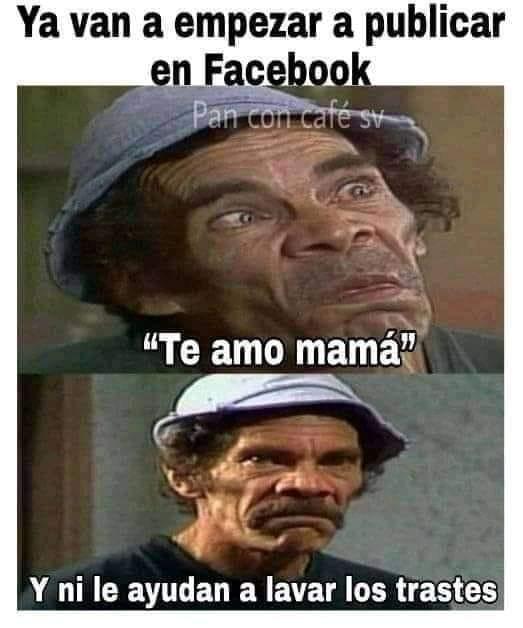 Ya van a empezar a publicar
en Facebook
Pan con café sv
“Te amo mamá”
Y ni le ayudan a lavar los trastes